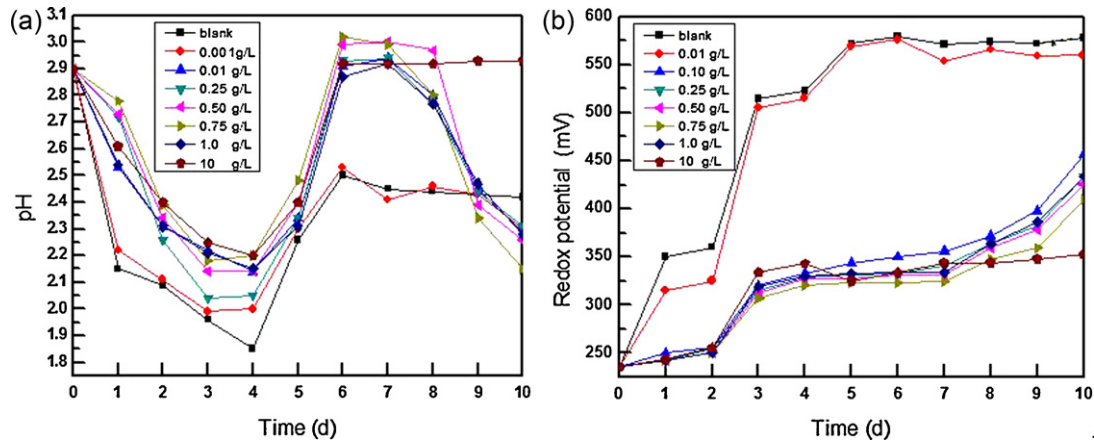 (a)
3.1
3.0
2.9
2.8
2.7
2.6
2.5
2.4
2.3
2.2
2.1
2.0
1.9
1.8
pH
blank
0.001g/L
0.01 g/L
0.25 g/L
0.50 g/L
0.75 g/L
1.0 g/L
10 g/L
0 1 2 3 4 5 6 7 8 9 10
Time (d)
(b)
600
550
500
450
400
350
300
250
Redox potential (mV)
blank
0.01 g/L
0.10 g/L
0.25 g/L
0.50 g/L
0.75 g/L
1.0 g/L
10 g/L
0 1 2 3 4 5 6 7 8 9 10
Time (d)